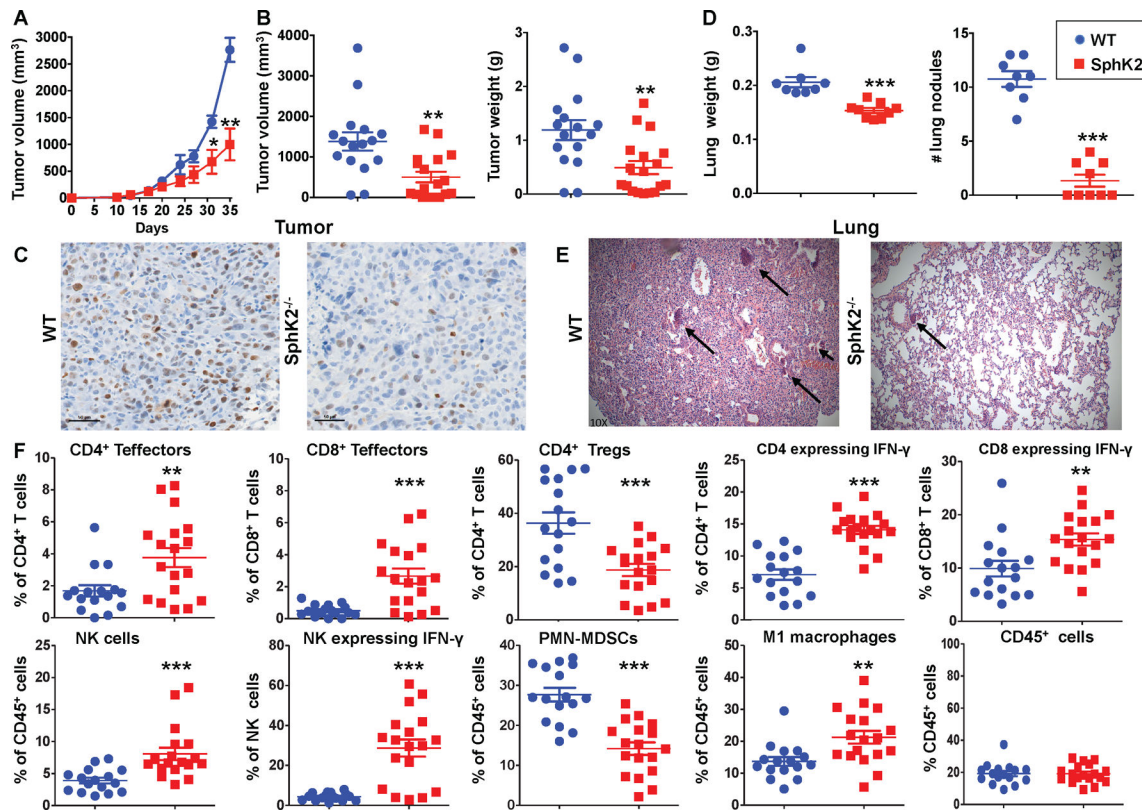 A
Tumor volume (mm³)
3000
2500
2000
1500
1000
500
0
*
**
0 5 10 15 20 25 30 35
Days
B
Tumor volume (mm³)
4000
3000
2000
1000
0
**
Tumor weight (g)
3
2
1
0
**
D
Lung weight (g)
0.3
0.2
0.1
0.0
***
# lung nodules
15
10
5
0
***
WT
SphK2
Tumor
C
WT
SphK2-/-
Lung
E
WT
10X
SphK2-/-
F
CD4+ Teffectors
% of CD4+ T cells
10
8
6
4
2
0
**
CD8+ Teffectors
% of CD8+ T cells
8
6
4
2
0
***
CD4+ Tregs
% of CD4+ T cells
60
40
20
0
***
CD4 expressing IFN-γ
% of CD4+ T cells
25
20
15
10
5
0
***
CD8 expressing IFN-γ
% of CD8+ T cells
30
20
10
0
**
NK cells
% of CD45+ cells
25
20
15
10
5
0
***
NK expressing IFN-γ
% of NK cells
80
60
40
20
0
***
PMN-MDSCs
% of CD45+ cells
40
30
20
10
0
***
M1 macrophages
% of CD45+ cells
50
40
30
20
10
0
**
CD45+ cells
% CD45+ cells
100
80
60
40
20
0